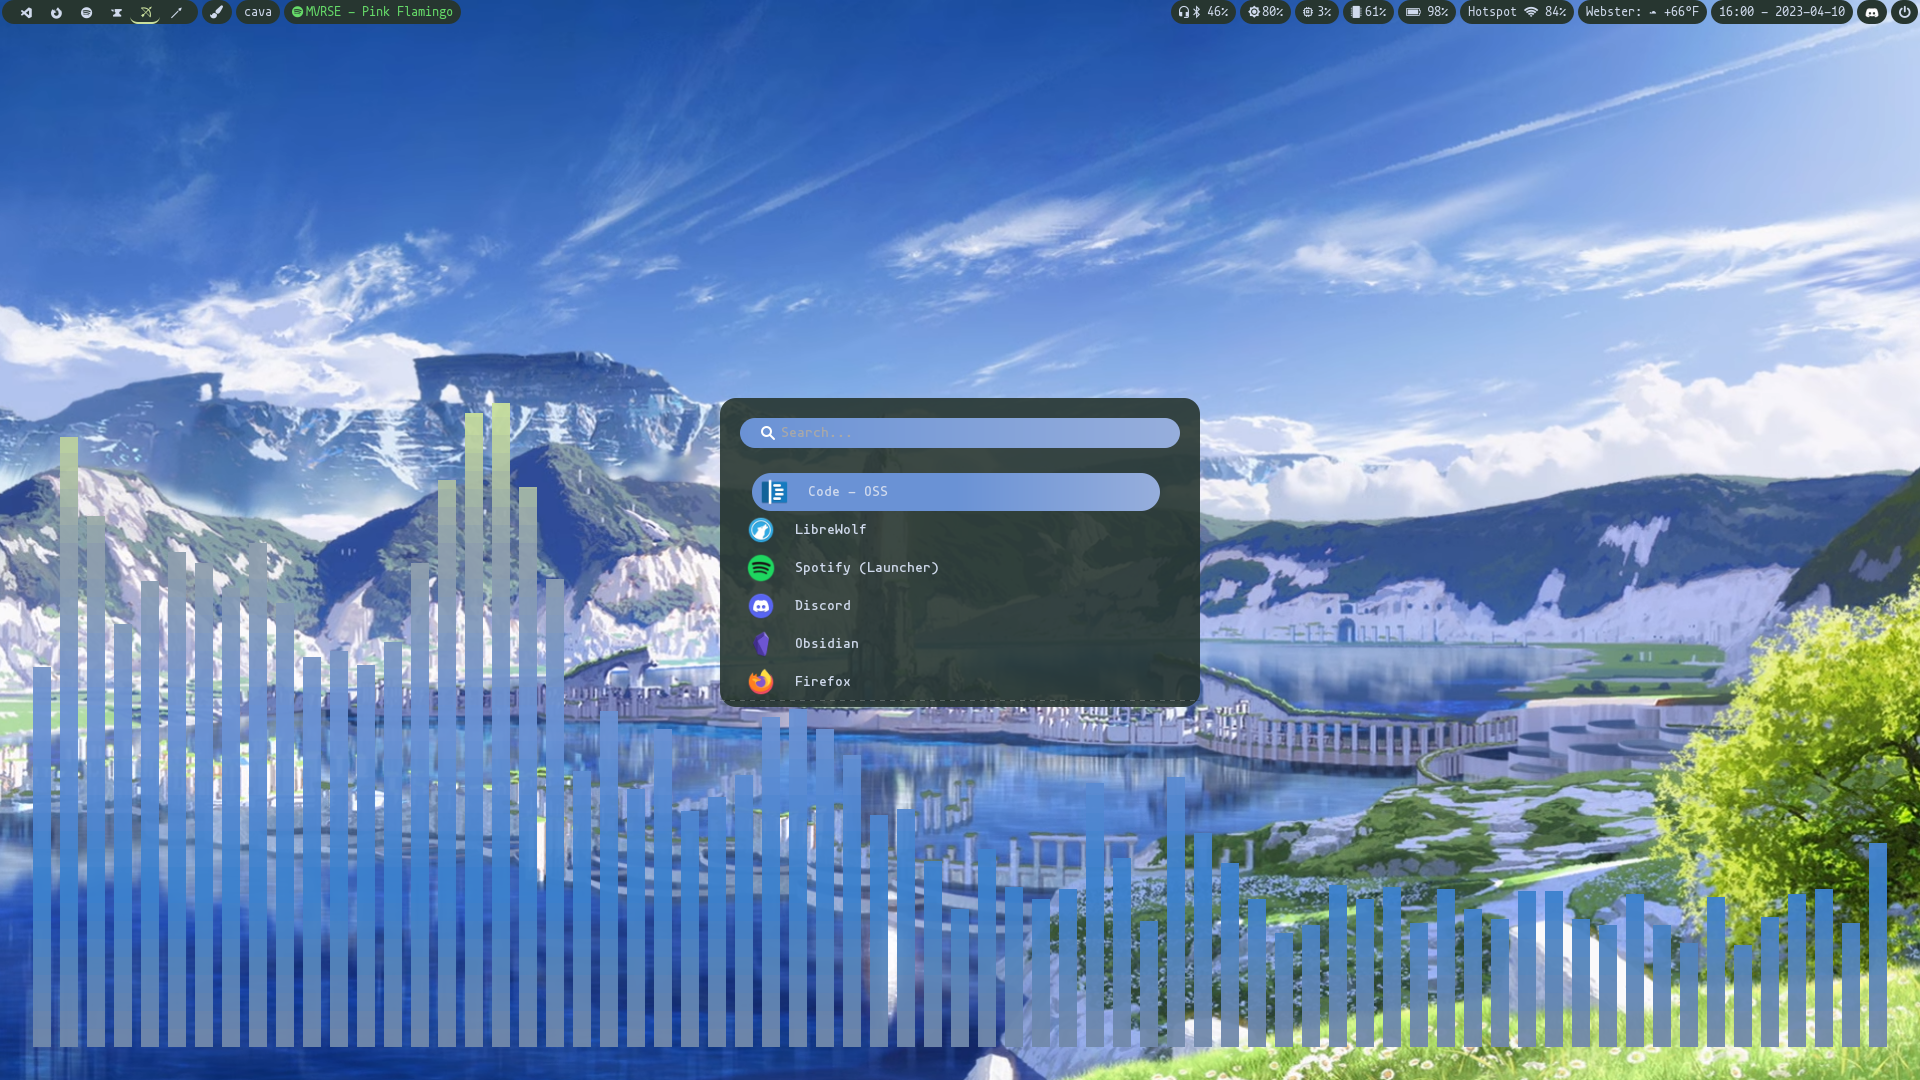 cava
MVRSE – Pink Flamingo
46%
80%
3%
61%
98%
Hotspot 84%
Webster: +66°F
16:00 – 2023-04-10
Search...
Code – OSS
LibreWolf
Spotify (Launcher)
Discord
Obsidian
Firefox